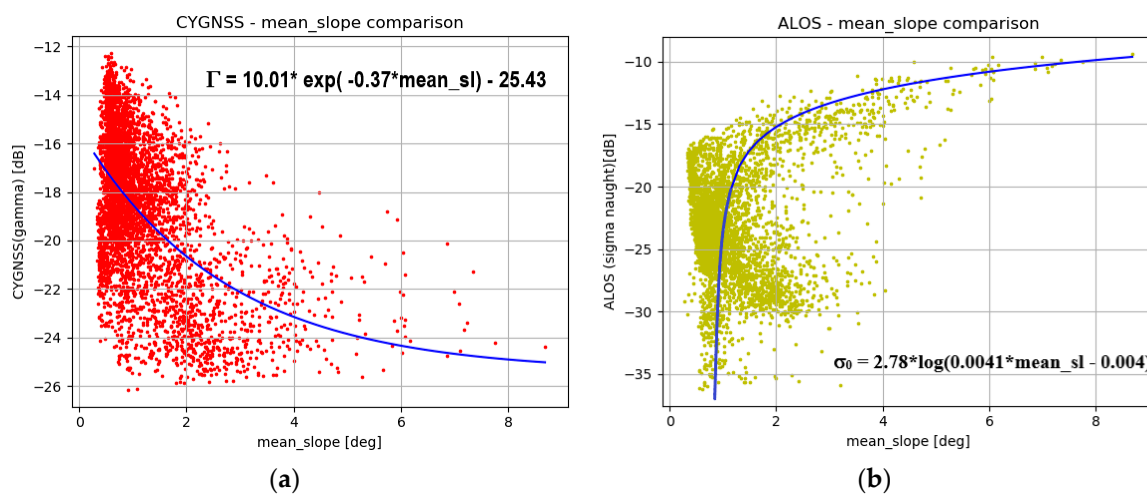 CYGNSS - mean_slope comparison
Γ = 10.01* exp( -0.37*mean_sl) - 25.43
CYGNSS(gamma) [dB]
−12
−14
−16
−18
−20
−22
−24
−26
0 2 4 6 8
mean_slope [deg]
(a)
ALOS - mean_slope comparison
ALOS (sigma naught)[dB]
−10
−15
−20
−25
−30
−35
σ₀ = 2.78*log(0.0041*mean_sl - 0.004)
0 2 4 6 8
mean_slope [deg]
(b)